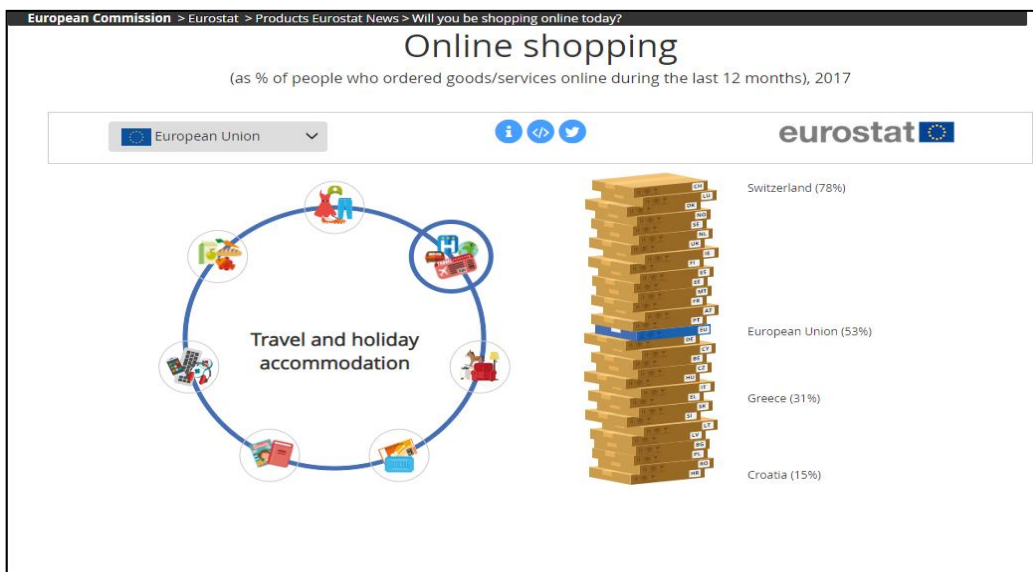 European Commission > Eurostat > Products Eurostat News > Will you be shopping online today?
Online shopping
(as % of people who ordered goods/services online during the last 12 months), 2017
European Union
eurostat
Travel and holiday
accommodation
Switzerland (78%)
European Union (53%)
Greece (31%)
Croatia (15%)
CH
LU
DK
NO
SE
NL
UK
IE
FI
ES
EE
MT
FR
AT
PT
EU
DE
CY
BE
CZ
HU
IT
EL
SK
SI
LT
LV
BG
PL
RO
HR